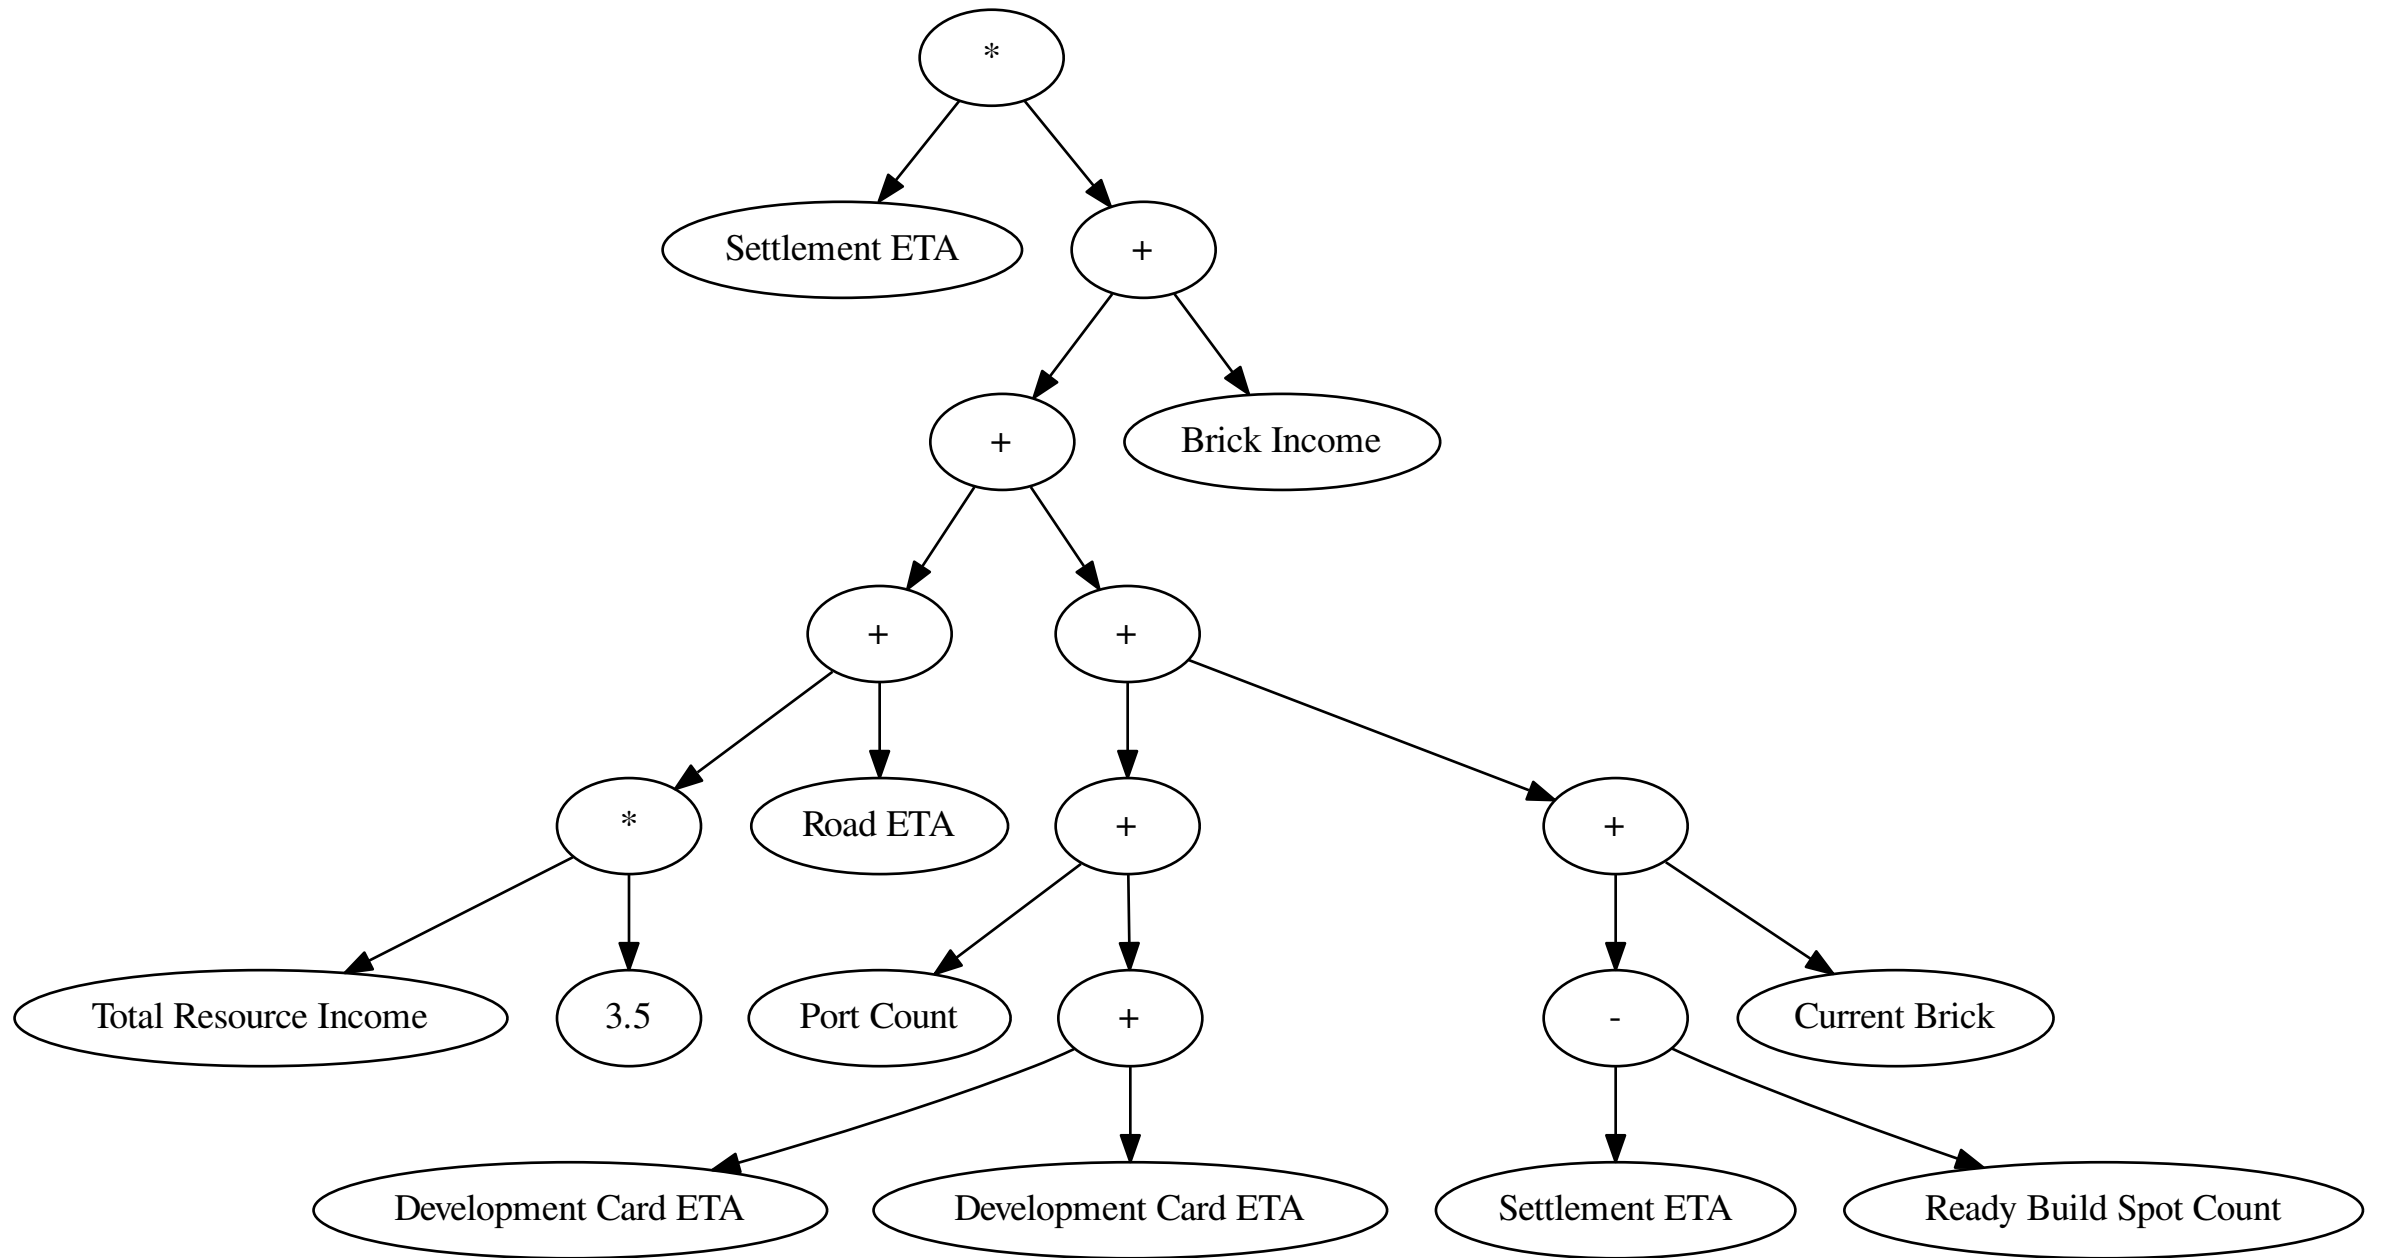 *
Settlement ETA
+
+
Brick Income
+
+
*
Road ETA
+
+
Total Resource Income
3.5
Port Count
+
-
Current Brick
Development Card ETA
Development Card ETA
Settlement ETA
Ready Build Spot Count